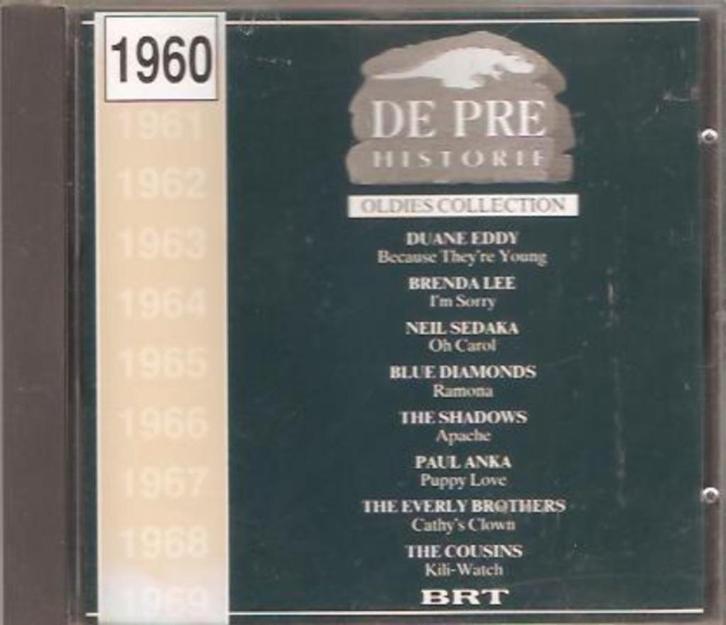 1960
1961
1962
1963
1964
1965
1966
1967
1968
1969
DE PRE
HISTORIE
OLDIES COLLECTION
DUANE EDDY
Because They're Young
BRENDA LEE
I'm Sorry
NEIL SEDAKA
Oh Carol
BLUE DIAMONDS
Ramona
THE SHADOWS
Apache
PAUL ANKA
Puppy Love
THE EVERLY BROTHERS
Cathy's Clown
THE COUSINS
Kili-Watch
BRT